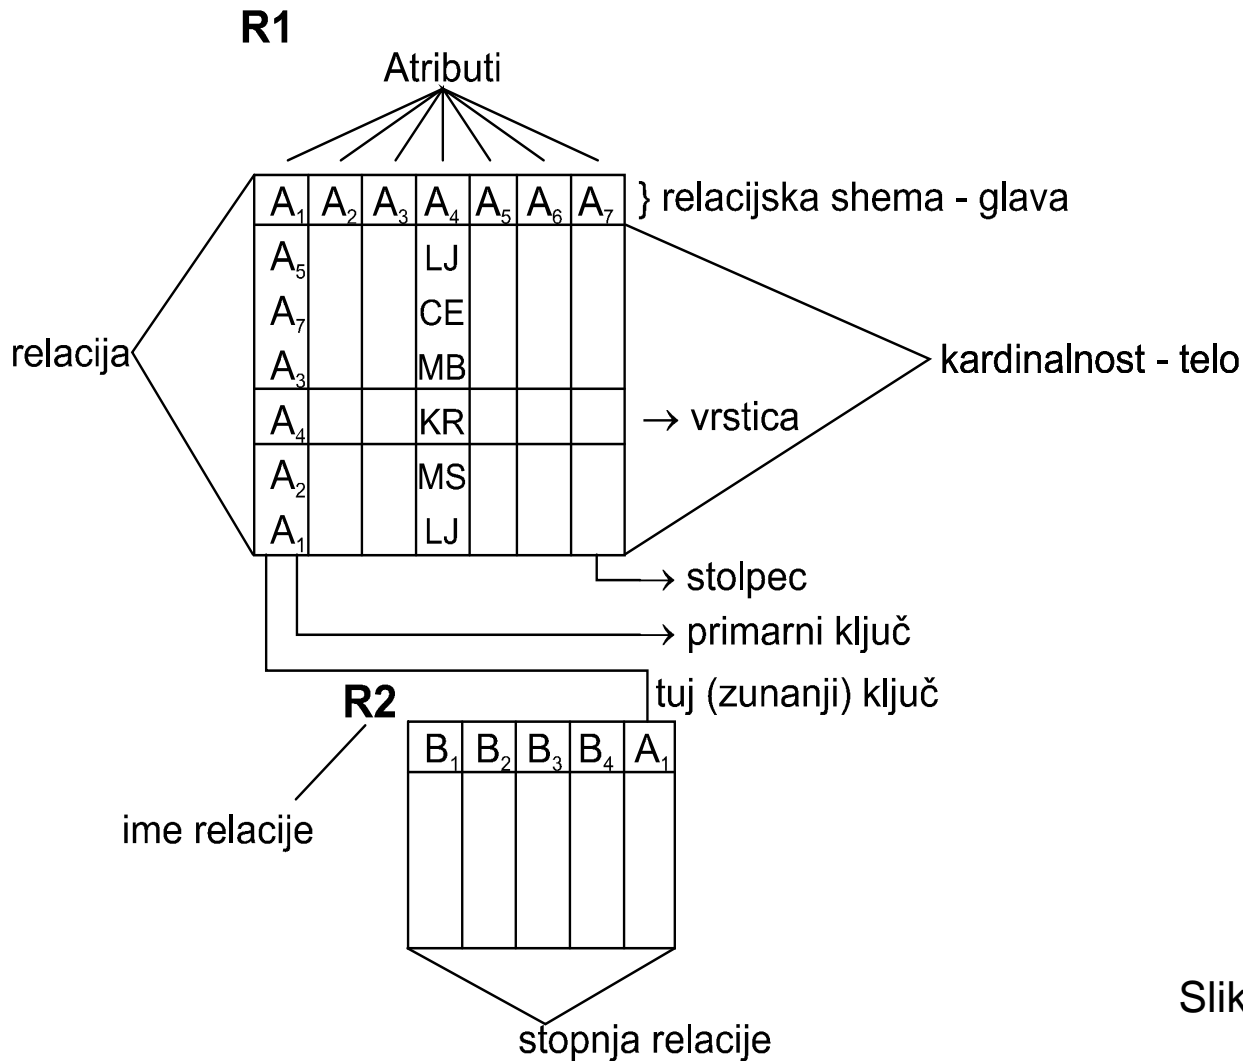 R1
Atributi
A₁ A₂ A₃ A₄ A₅ A₆ A₇ } relacijska shema - glava
A₅ LJ
A₇ CE
relacija
A₃ MB
kardinalnost - telo
A₄ KR → vrstica
A₂ MS
A₁ LJ
→ stolpec
→ primarni ključ
tuj (zunanji) ključ
R2
B₁ B₂ B₃ B₄ A₁
ime relacije
Slik
stopnja relacije